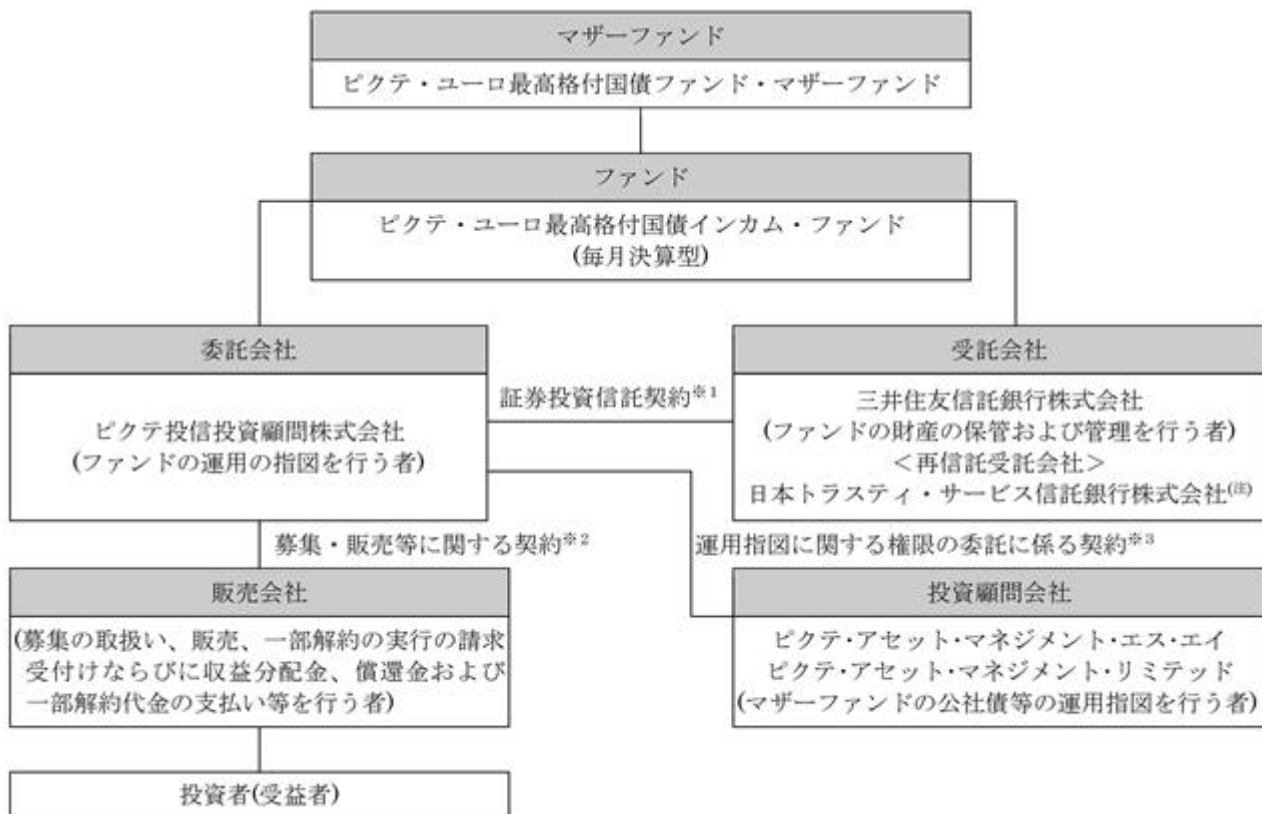 マザーファンド
ピクテ・ユーロ最高格付国債ファンド・マザーファンド
ファンド
ピクテ・ユーロ最高格付国債インカム・ファンド
(毎月決算型)
委託会社
ピクテ投信投資顧問株式会社
(ファンドの運用の指図を行う者)
証券投資信託契約※1
受託会社
三井住友信託銀行株式会社
(ファンドの財産の保管および管理を行う者)
<再信託受託会社>
日本トラスティ・サービス信託銀行株式会社(注)
募集・販売等に関する契約※2
運用指図に関する権限の委託に係る契約※3
販売会社
(募集の取扱い、販売、一部解約の実行の請求
受付けならびに収益分配金、償還金および
一部解約代金の支払い等を行う者)
投資顧問会社
ピクテ・アセット・マネジメント・エス・エイ
ピクテ・アセット・マネジメント・リミテッド
(マザーファンドの公社債等の運用指図を行う者)
投資者(受益者)